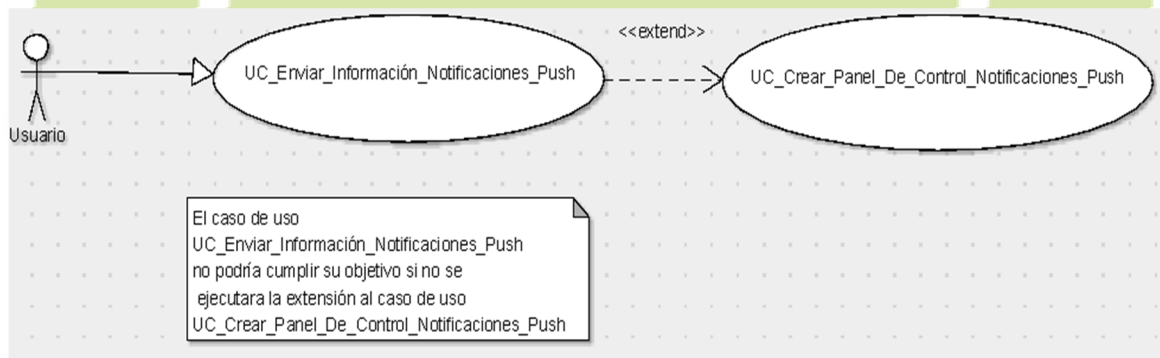 <<extend>>
UC_Enviar_Información_Notificaciones_Push
UC_Crear_Panel_De_Control_Notificaciones_Push
Usuario
El caso de uso
UC_Enviar_Información_Notificaciones_Push
no podría cumplir su objetivo si no se
ejecutara la extensión al caso de uso
UC_Crear_Panel_De_Control_Notificaciones_Push